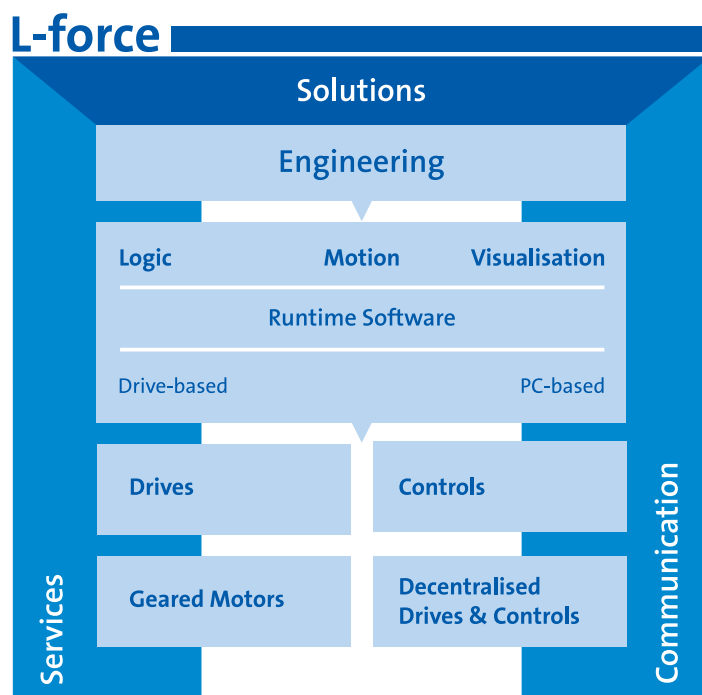 L-force
Solutions
Engineering
Logic Motion Visualisation
Runtime Software
Drive-based PC-based
Drives
Controls
Geared Motors
Decentralised
Drives & Controls
Services
Communication